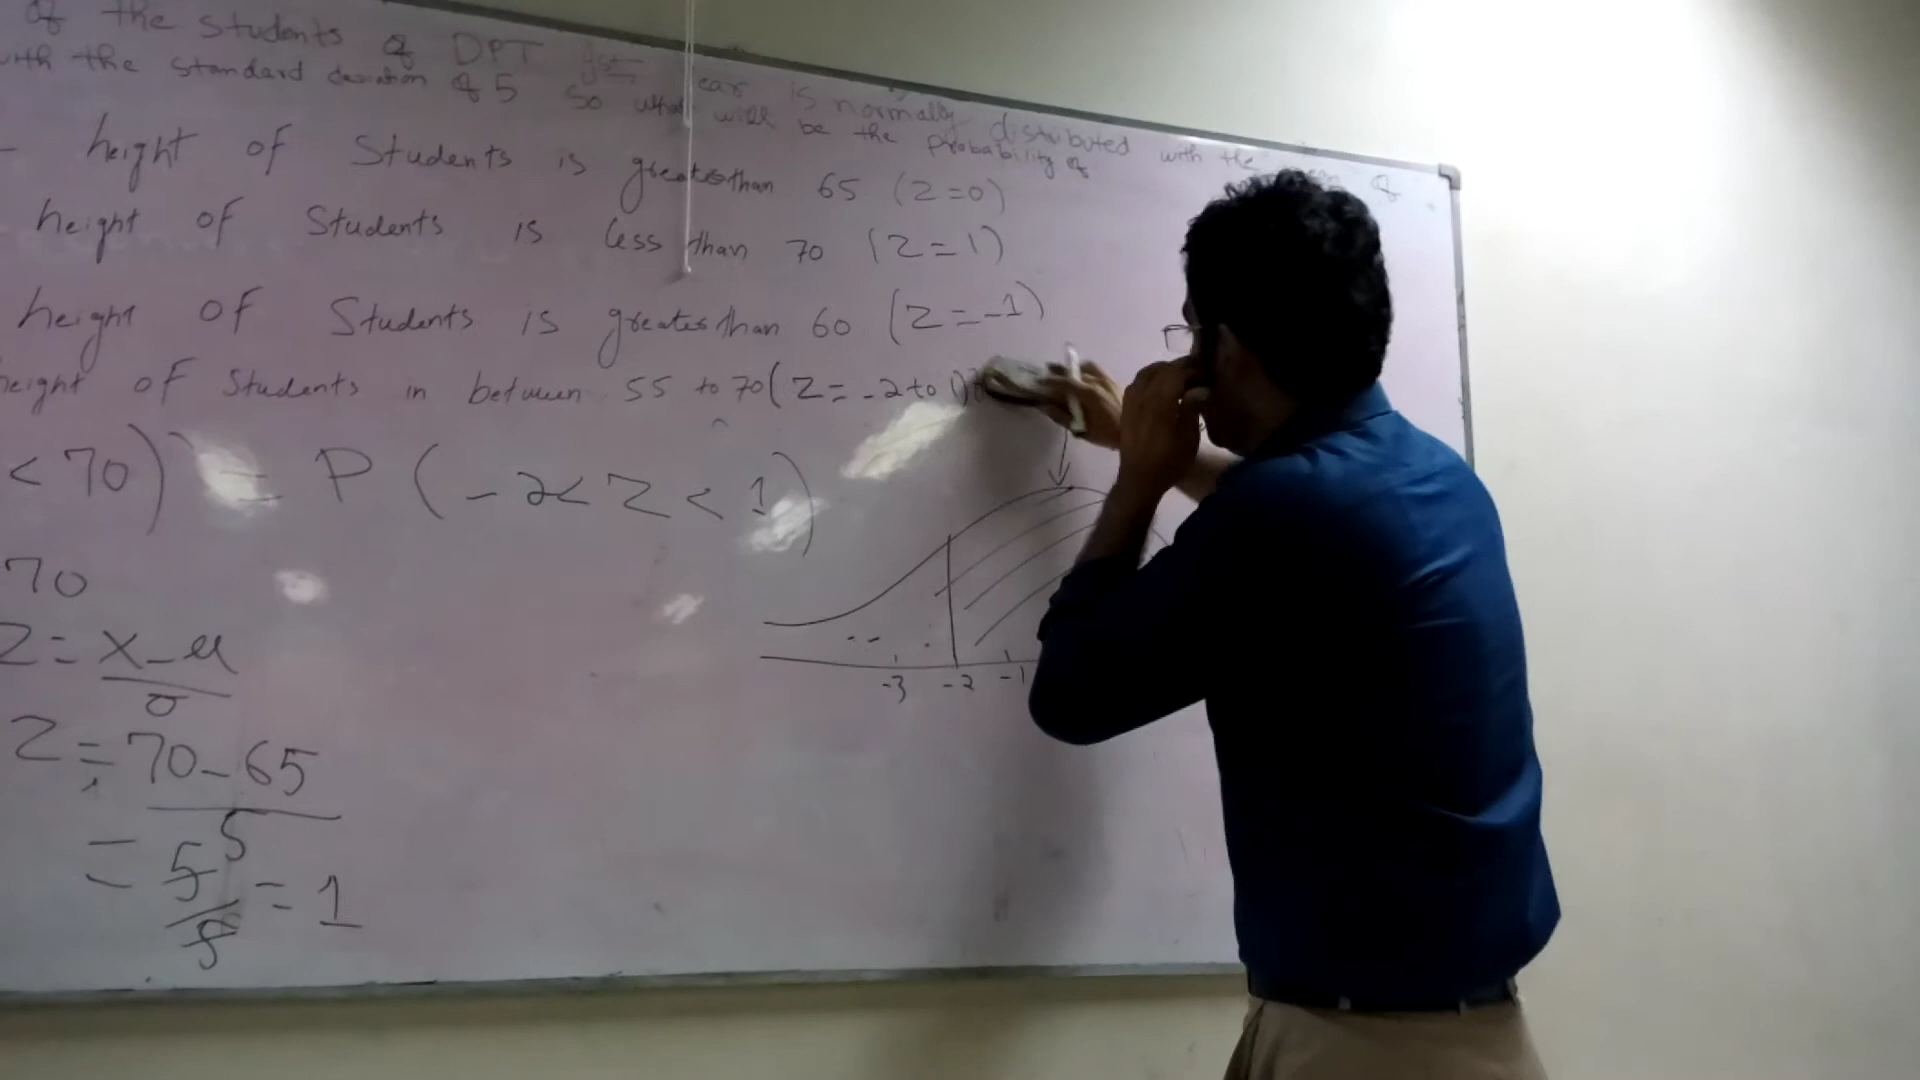 of the students of DPT 1st year is normally distributed with the mean of
with the standard deviation of 5 so what will be the probability of
- height of Students is greater than 65 (Z=0)
height of Students is less than 70 (Z=1)
height of Students is greater than 60 (Z=-1)
height of Students in between 55 to 70 (Z=-2 to 1)
<70) = P(-2<Z<1)
70
Z=X-μ
σ
Z=70-65
5
=5
5
=1
-3 -2 -1